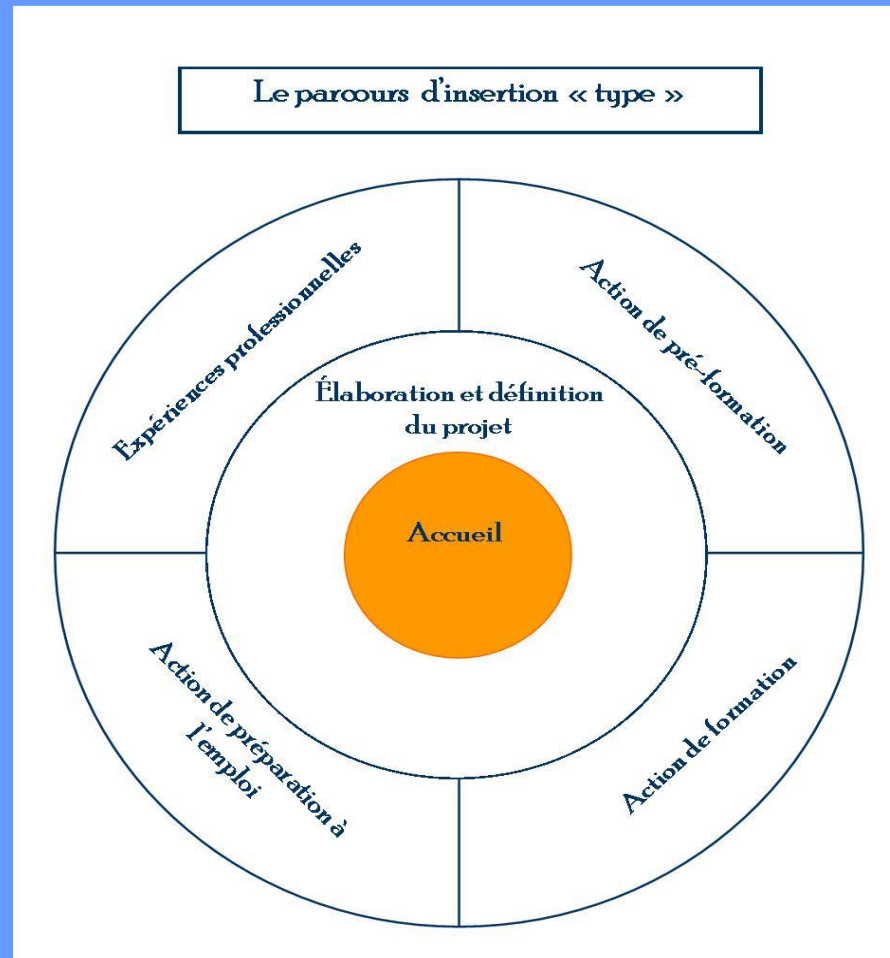 Le parcours d'insertion « type »
Expériences professionnelles
Action de pré-formation
Élaboration et définition
du projet
Accueil
Action de préparation à
l'emploi
Action de formation